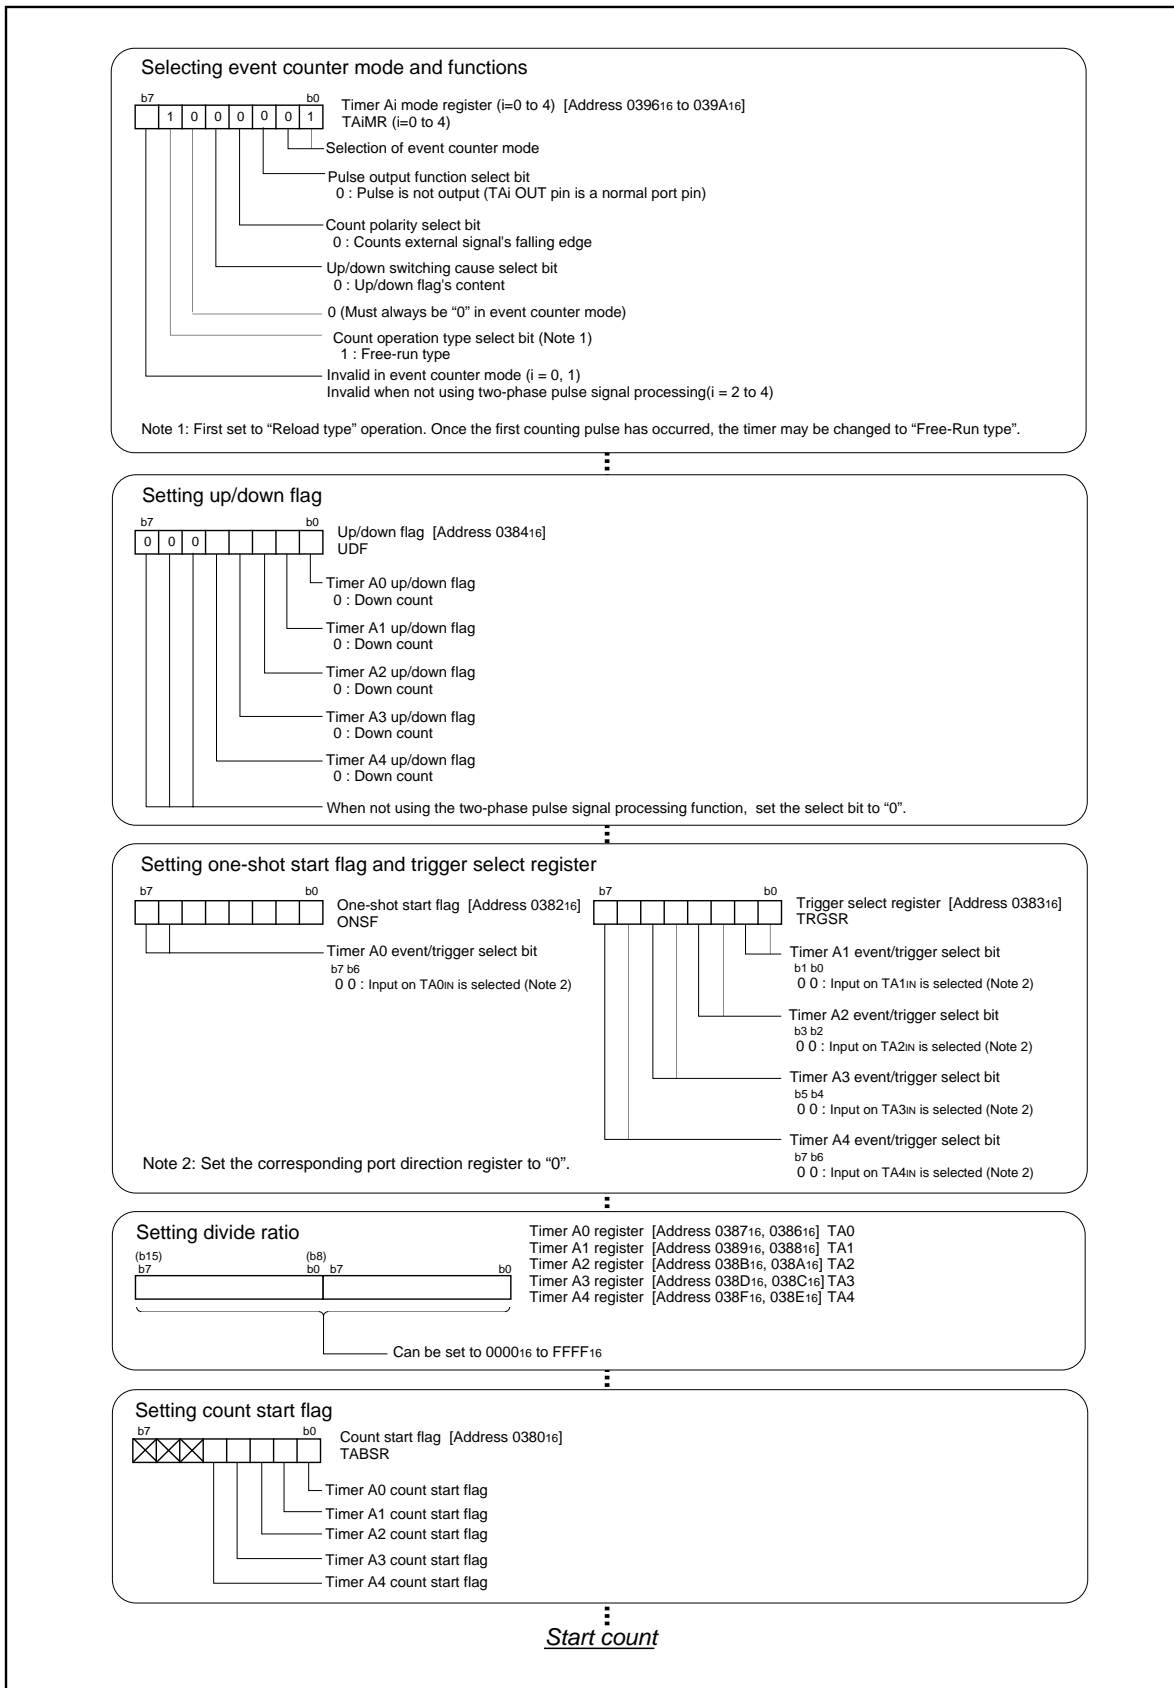 Selecting event counter mode and functions
b7 b0
1 0 0 0 0 0 1
Timer Ai mode register (i=0 to 4) [Address 039616 to 039A16]
TAiMR (i=0 to 4)
Selection of event counter mode
Pulse output function select bit
0 : Pulse is not output (TAi OUT pin is a normal port pin)
Count polarity select bit
0 : Counts external signal's falling edge
Up/down switching cause select bit
0 : Up/down flag's content
0 (Must always be “0” in event counter mode)
Count operation type select bit (Note 1)
1 : Free-run type
Invalid in event counter mode (i = 0, 1)
Invalid when not using two-phase pulse signal processing(i = 2 to 4)
Note 1: First set to “Reload type” operation. Once the first counting pulse has occurred, the timer may be changed to “Free-Run type”.
Setting up/down flag
b7 b0
0 0 0
Up/down flag [Address 038416]
UDF
Timer A0 up/down flag
0 : Down count
Timer A1 up/down flag
0 : Down count
Timer A2 up/down flag
0 : Down count
Timer A3 up/down flag
0 : Down count
Timer A4 up/down flag
0 : Down count
When not using the two-phase pulse signal processing function, set the select bit to “0”.
Setting one-shot start flag and trigger select register
b7 b0
One-shot start flag [Address 038216]
ONSF
Timer A0 event/trigger select bit
b7 b6
0 0 : Input on TA0IN is selected (Note 2)
b7 b0
Trigger select register [Address 038316]
TRGSR
Timer A1 event/trigger select bit
b1 b0
0 0 : Input on TA1IN is selected (Note 2)
Timer A2 event/trigger select bit
b3 b2
0 0 : Input on TA2IN is selected (Note 2)
Timer A3 event/trigger select bit
b5 b4
0 0 : Input on TA3IN is selected (Note 2)
Timer A4 event/trigger select bit
b7 b6
0 0 : Input on TA4IN is selected (Note 2)
Note 2: Set the corresponding port direction register to “0”.
Setting divide ratio
(b15) (b8)
b7 b0 b7 b0
Timer A0 register [Address 038716, 038616] TA0
Timer A1 register [Address 038916, 038816] TA1
Timer A2 register [Address 038B16, 038A16] TA2
Timer A3 register [Address 038D16, 038C16] TA3
Timer A4 register [Address 038F16, 038E16] TA4
Can be set to 000016 to FFFF16
Setting count start flag
b7 b0
Count start flag [Address 038016]
TABSR
Timer A0 count start flag
Timer A1 count start flag
Timer A2 count start flag
Timer A3 count start flag
Timer A4 count start flag
Start count